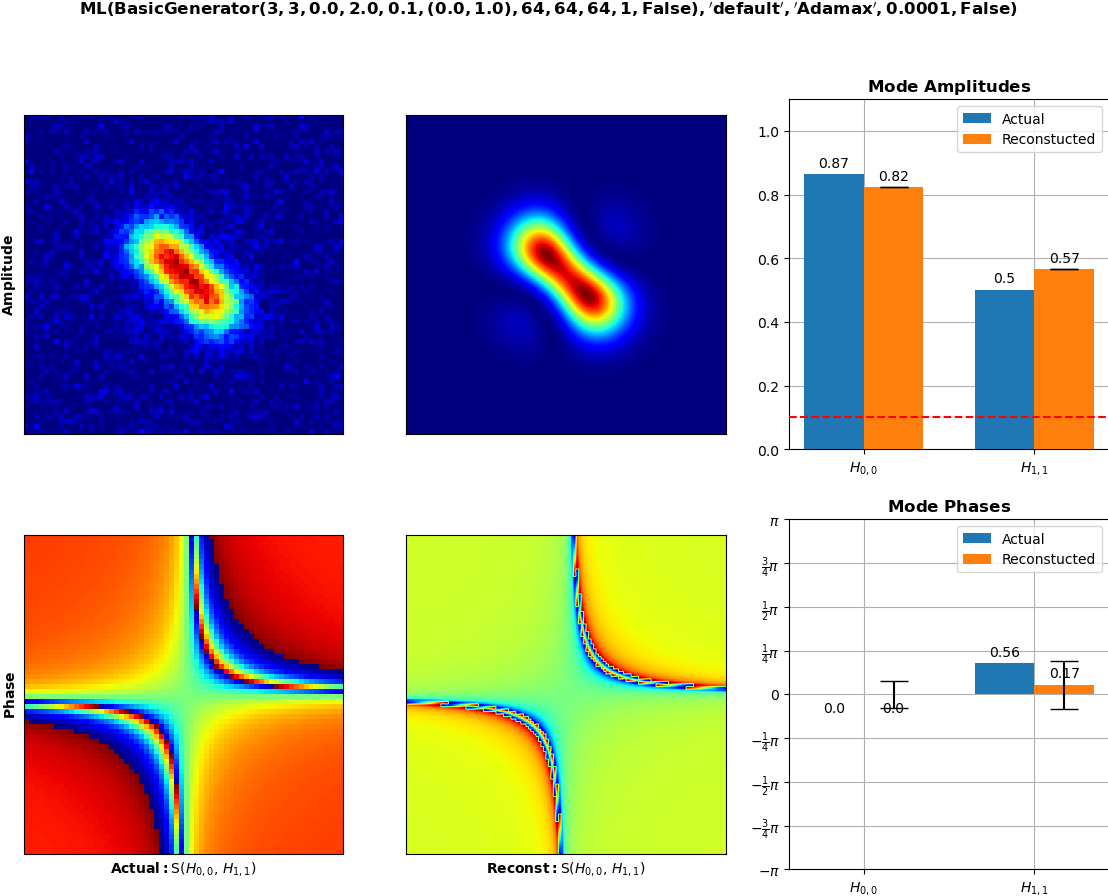 ML(BasicGenerator(3, 3, 0.0, 2.0, 0.1, (0.0, 1.0), 64, 64, 64, 1, False), ′default′, ′Adamax′, 0.0001, False)
Amplitude
Mode Amplitudes
Actual
Reconstucted
1.0
0.8
0.6
0.4
0.2
0.0
0.87
0.82
0.5
0.57
H0,0
H1,1
Phase
Actual: S(H0,0, H1,1)
Reconst: S(H0,0, H1,1)
Mode Phases
Actual
Reconstucted
π
3/4π
1/2π
1/4π
0
−1/4π
−1/2π
−3/4π
−π
0.0
0.0
0.56
0.17
H0,0
H1,1